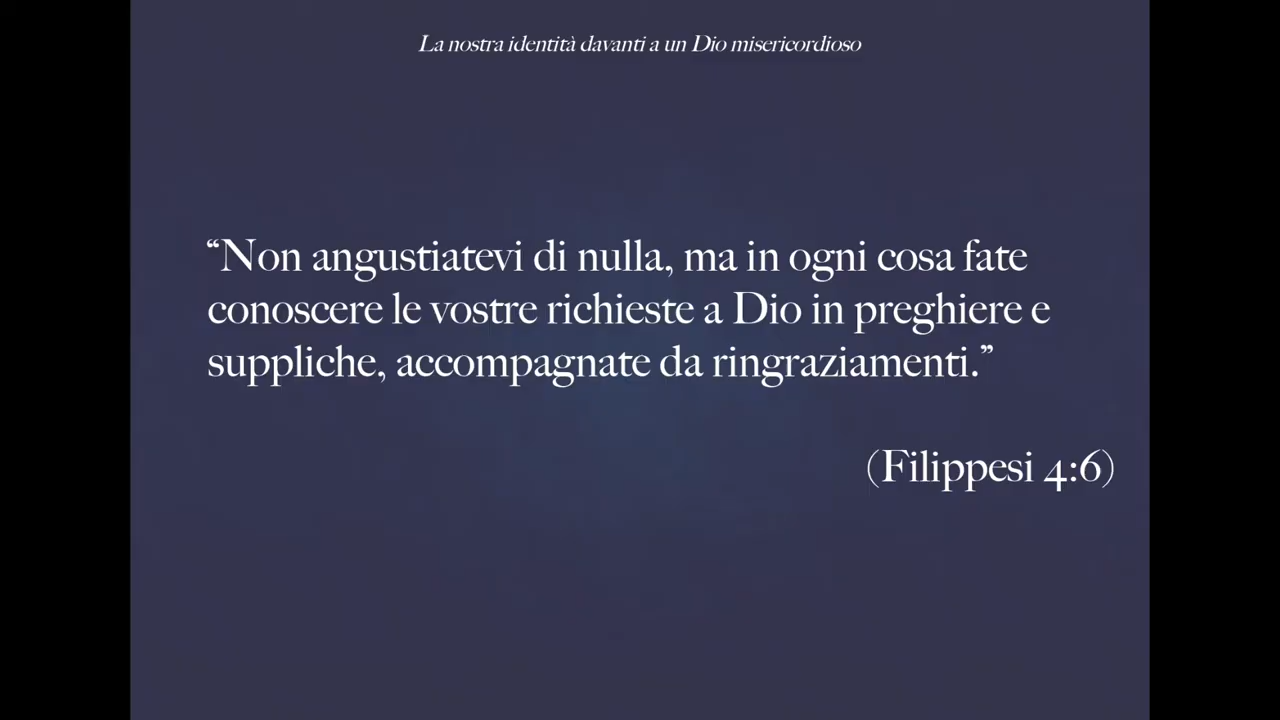 La nostra identità davanti a un Dio misericordioso
“Non angustiatevi di nulla, ma in ogni cosa fate
conoscere le vostre richieste a Dio in preghiere e
suppliche, accompagnate da ringraziamenti.”
(Filippesi 4:6)